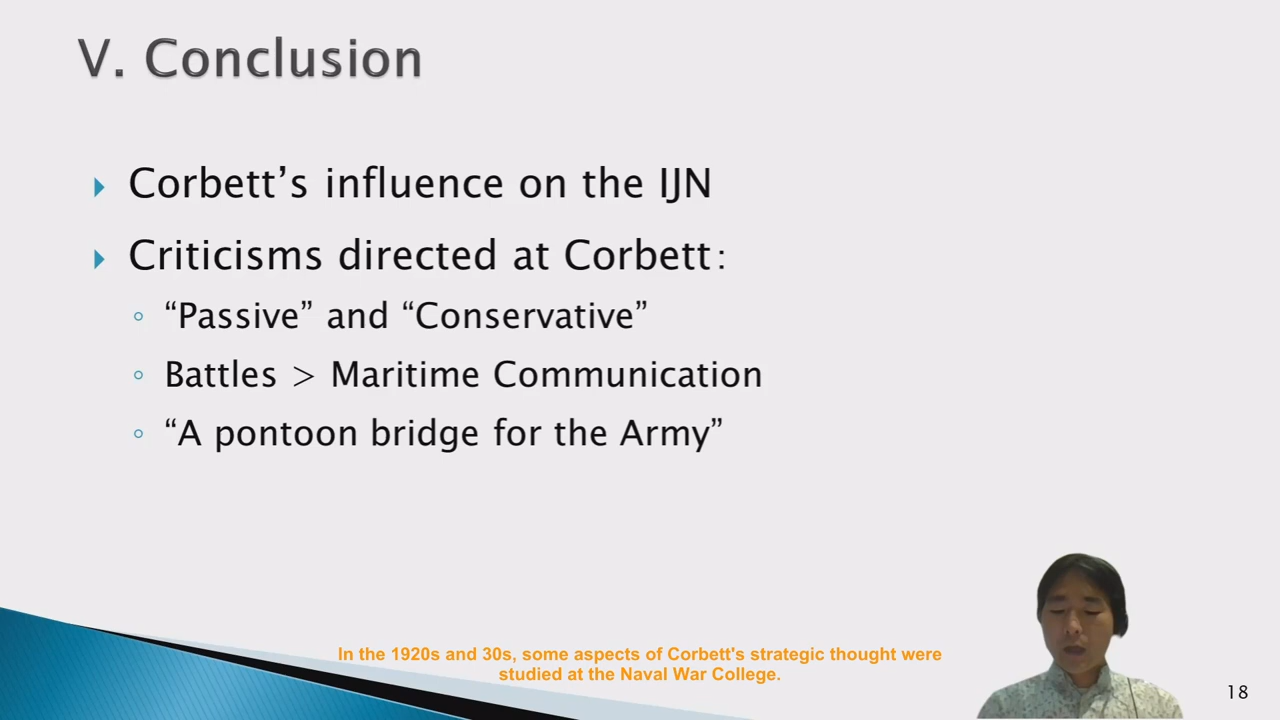 V. Conclusion
Corbett’s influence on the IJN
Criticisms directed at Corbett：
“Passive” and “Conservative”
Battles > Maritime Communication
“A pontoon bridge for the Army”
In the 1920s and 30s, some aspects of Corbett's strategic thought were
studied at the Naval War College.
18